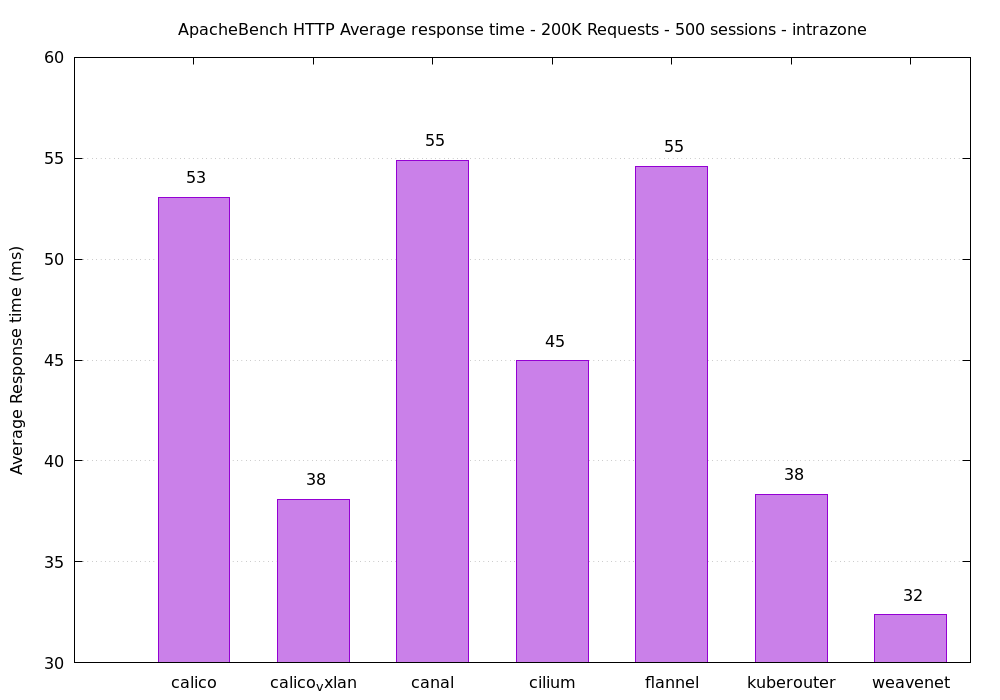 ApacheBench HTTP Average response time - 200K Requests - 500 sessions - intrazone
Average Response time (ms)
60
55
50
45
40
35
30
53
38
55
45
55
38
32
calico
calicovxlan
canal
cilium
flannel
kuberouter
weavenet